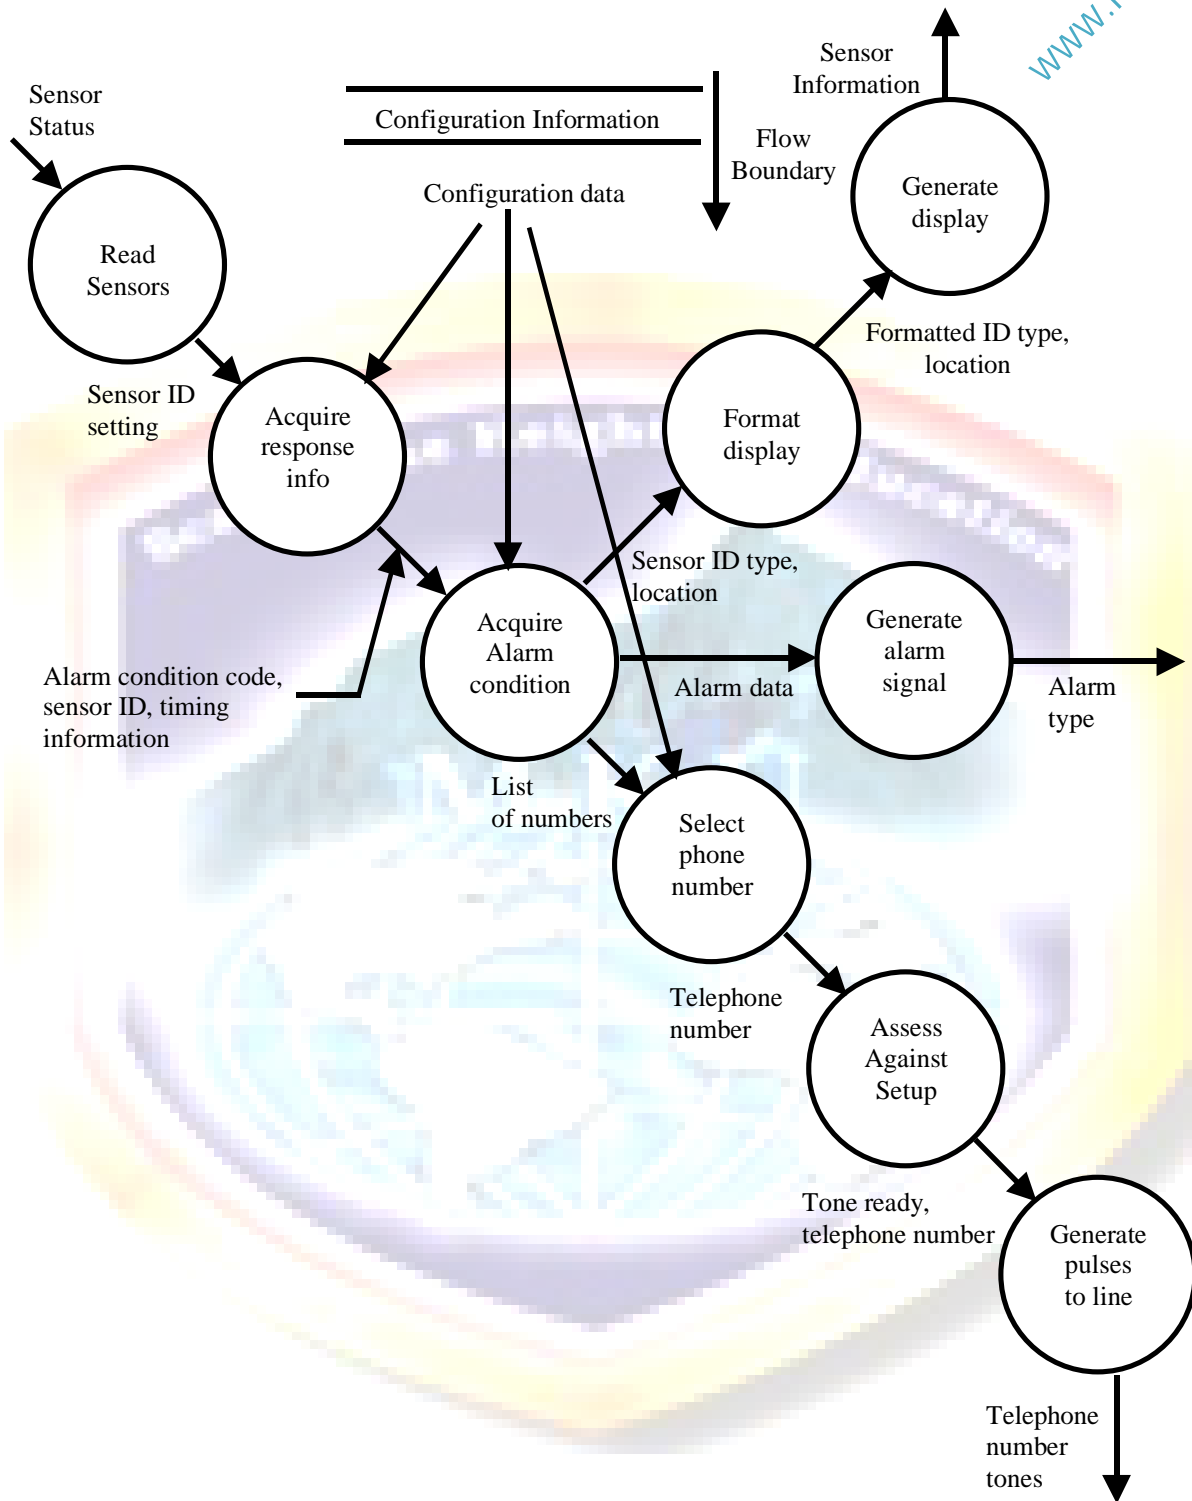 Sensor
Status
Configuration Information
Flow
Boundary
Sensor
Information
Configuration data
Generate
display
Read
Sensors
Formatted ID type,
location
Sensor ID
setting
Acquire
response
info
Format
display
Sensor ID type,
location
Acquire
Alarm
condition
Generate
alarm
signal
Alarm condition code,
sensor ID, timing
information
Alarm data
Alarm
type
List
of numbers
Select
phone
number
Telephone
number
Assess
Against
Setup
Tone ready,
telephone number
Generate
pulses
to line
Telephone
number
tones